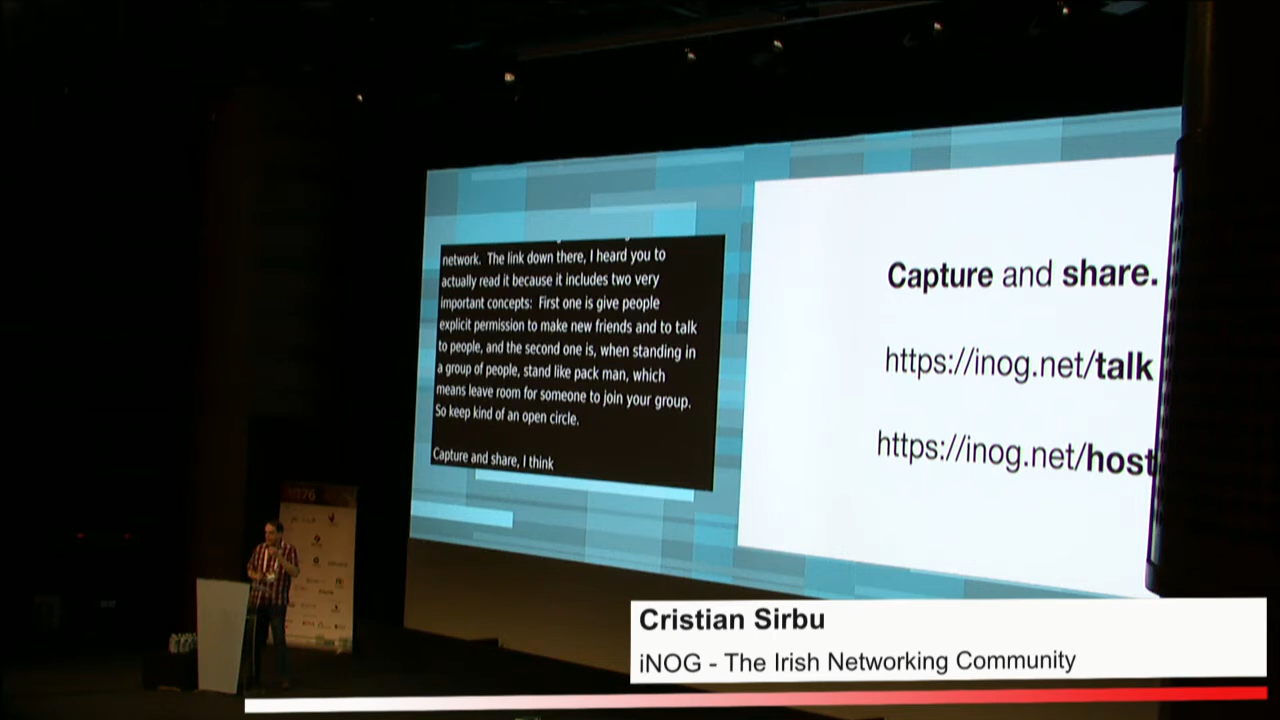 network. The link down there, I heard you to
actually read it because it includes two very
important concepts: First one is give people
explicit permission to make new friends and to talk
to people, and the second one is, when standing in
a group of people, stand like pack man, which
means leave room for someone to join your group.
So keep kind of an open circle.
Capture and share, I think
Capture and share.
https://inog.net/talk
https://inog.net/host
Cristian Sirbu
iNOG - The Irish Networking Community